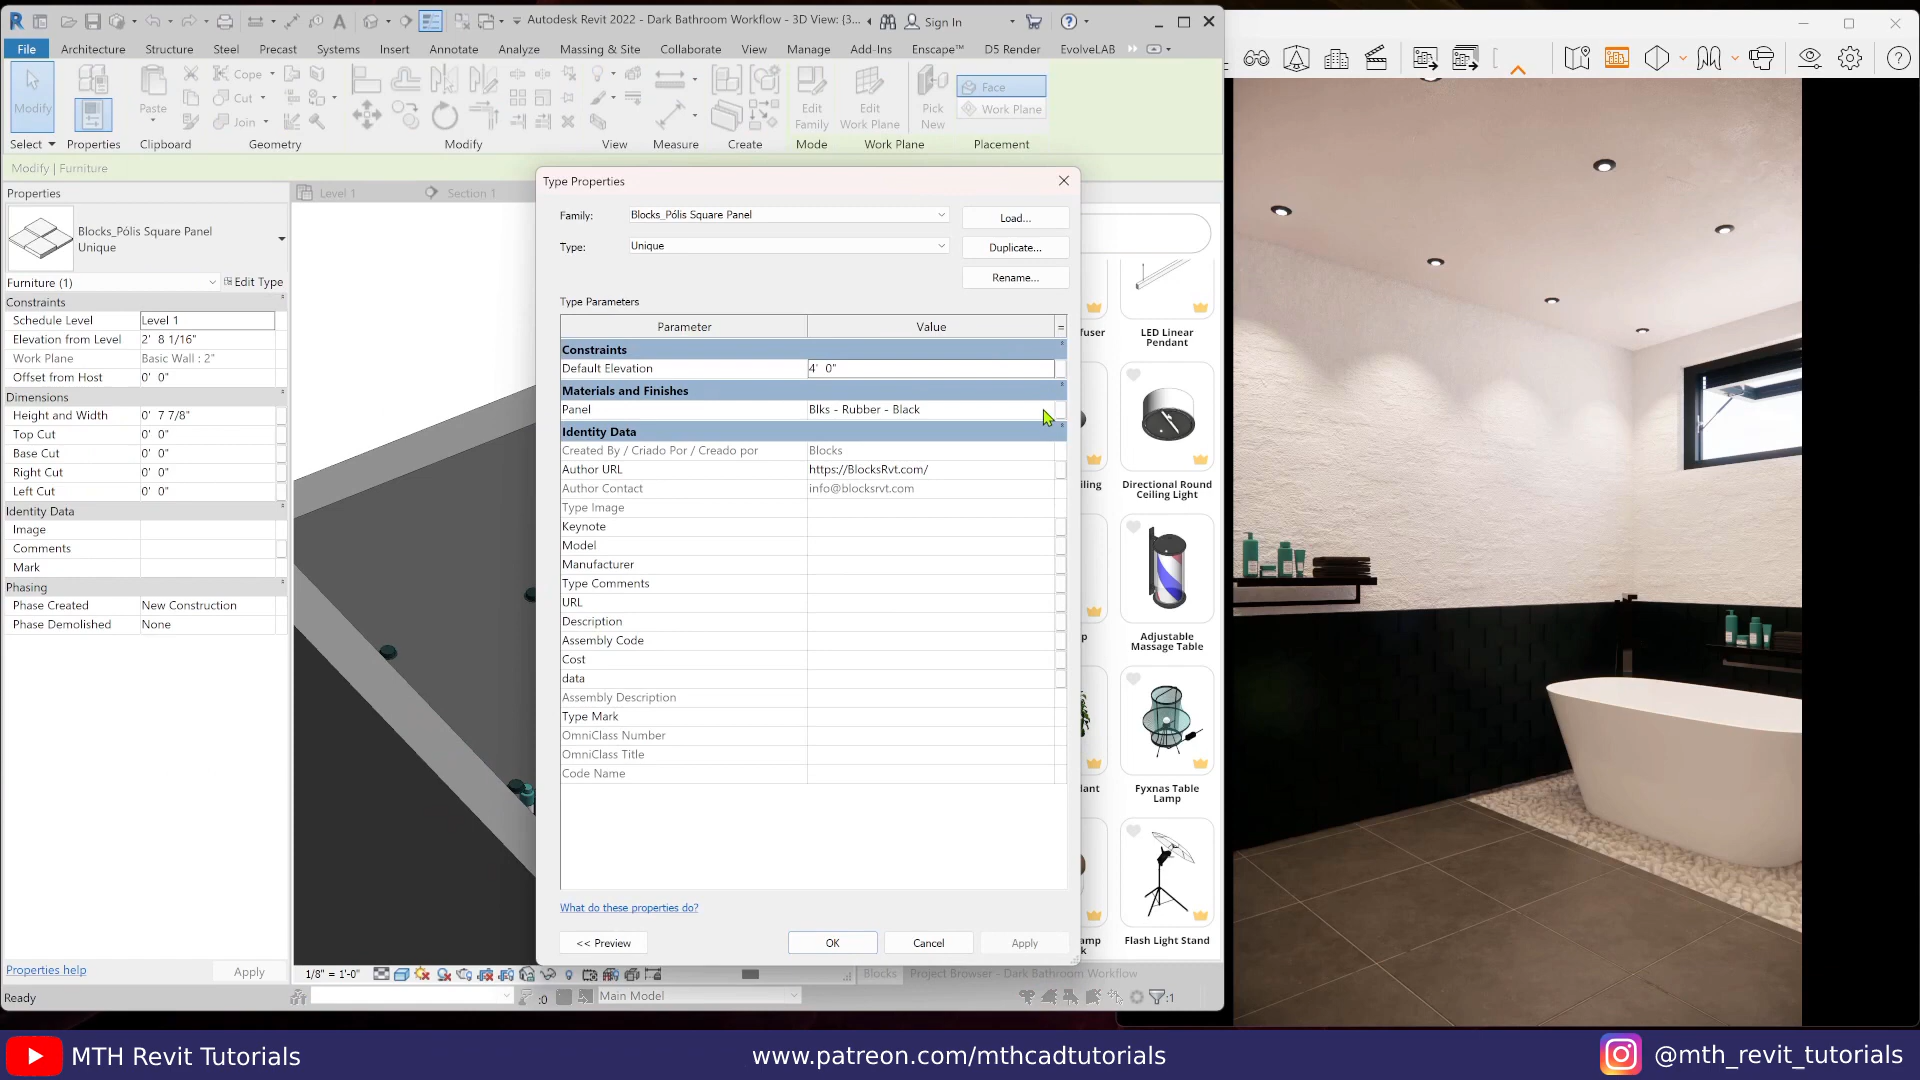 Autodesk Revit 2022 - Dark Bathroom Workflow - 3D View: {3...
Sign In
File Architecture Structure Steel Precast Systems Insert Annotate Analyze Massing & Site Collaborate View Manage Add-Ins Enscape™ D5 Render EvolveLAB
Modify
Paste
Cope
Cut
Join
Edit
Family
Edit
Work Plane
Pick
New
Face
Work Plane
Select Properties Clipboard Geometry Modify View Measure Create Mode Work Plane Placement
Modify | Furniture
Properties
Blocks_Pólis Square Panel
Unique
Furniture (1)
Edit Type
Constraints
Schedule Level Level 1
Elevation from Level 2' 8 1/16"
Work Plane Basic Wall : 2"
Offset from Host 0' 0"
Dimensions
Height and Width 0' 7 7/8"
Top Cut 0' 0"
Base Cut 0' 0"
Right Cut 0' 0"
Left Cut 0' 0"
Identity Data
Image
Comments
Mark
Phasing
Phase Created New Construction
Phase Demolished None
Properties help
Apply
Ready
Level 1
Section 1
Type Properties
Family: Blocks_Pólis Square Panel Load...
Type: Unique Duplicate...
Rename...
Type Parameters
Parameter Value =
Constraints
Default Elevation 4' 0"
Materials and Finishes
Panel Blks - Rubber - Black
Identity Data
Created By / Criado Por / Creado por Blocks
Author URL https://BlocksRvt.com/
Author Contact info@blocksrvt.com
Type Image
Keynote
Model
Manufacturer
Type Comments
URL
Description
Assembly Code
Cost
data
Assembly Description
Type Mark
OmniClass Number
OmniClass Title
Code Name
What do these properties do?
<< Preview OK Cancel Apply
fuser
LED Linear
Pendant
iling
Directional Round
Ceiling Light
p
Adjustable
Massage Table
lant
Fyxnas Table
Lamp
amp
k
Flash Light Stand
1/8" = 1'-0"
Blocks
Project Browser - Dark Bathroom Workflow
:0
Main Model
:1
MTH Revit Tutorials
www.patreon.com/mthcadtutorials
@mth_revit_tutorials